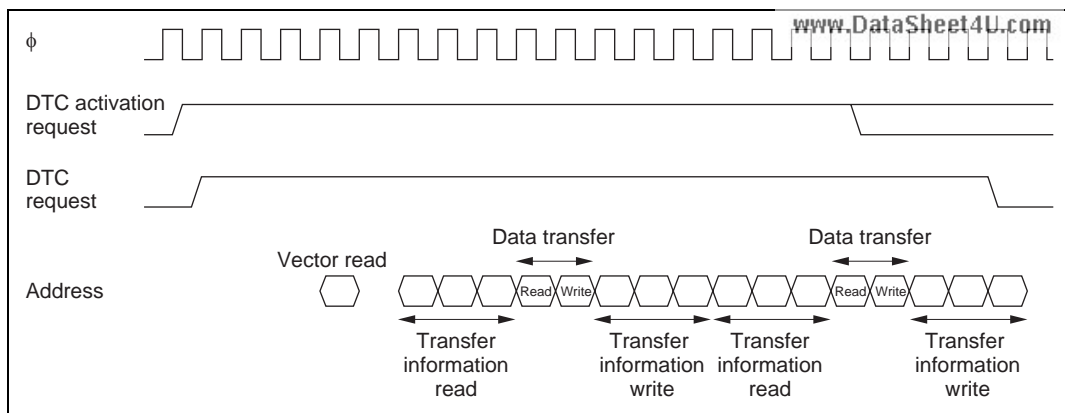 www.DataSheet4U.com
φ
DTC activation
request
DTC
request
Data transfer
Data transfer
Vector read
Address
Read
Write
Read
Write
Transfer
information
read
Transfer
information
write
Transfer
information
read
Transfer
information
write